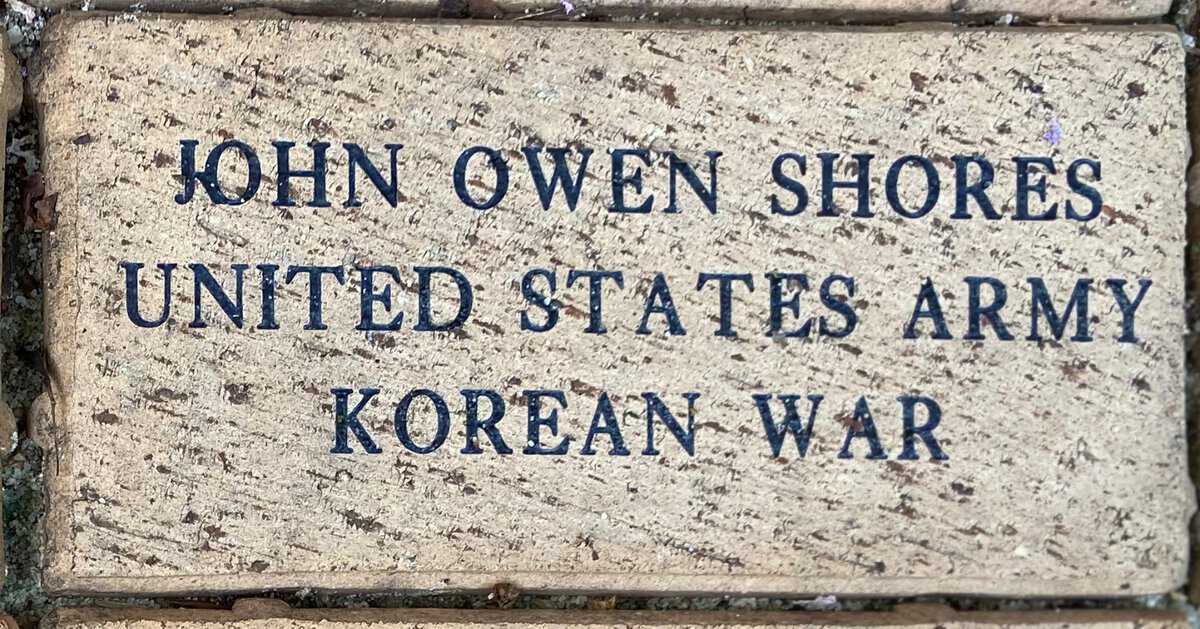 JOHN OWEN SHORES
UNITED STATES ARMY
KOREAN WAR